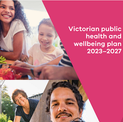 Victorian public
health and
wellbeing plan
2023–2027